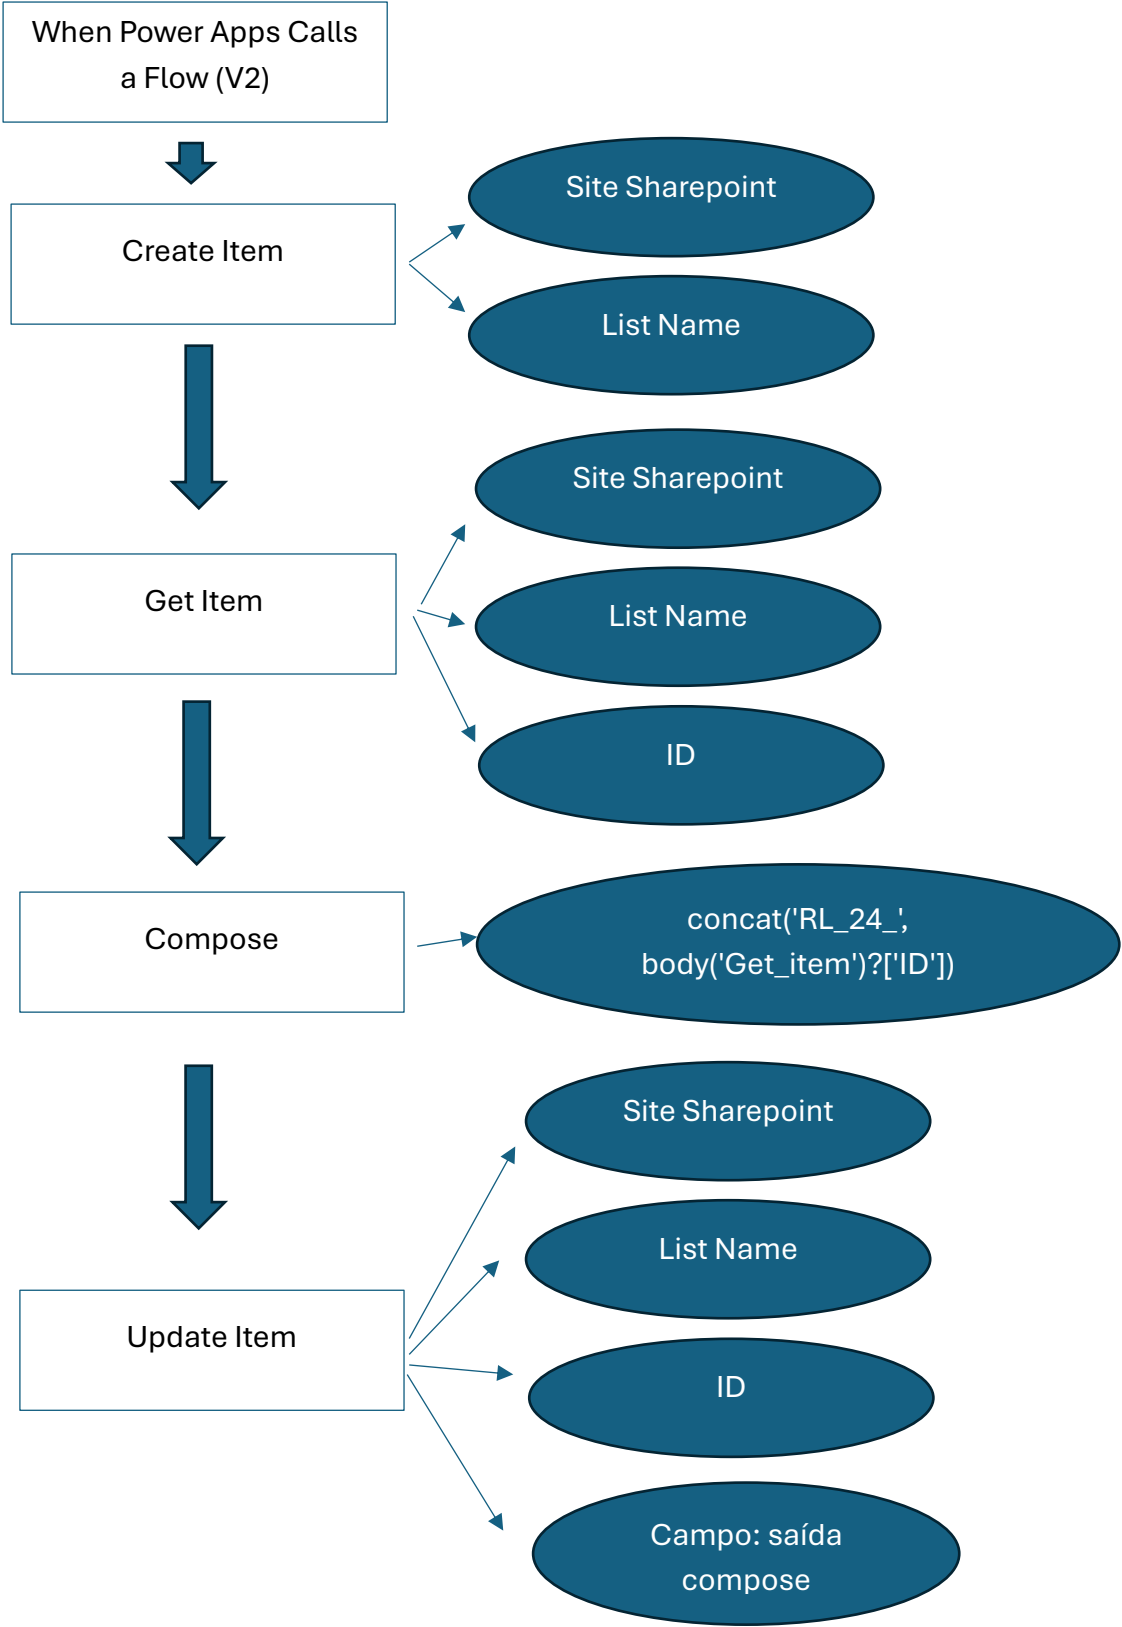 When Power Apps Calls
a Flow (V2)
Site Sharepoint
Create Item
List Name
Site Sharepoint
Get Item
List Name
ID
Compose
concat('RL_24_',
body('Get_item')?['ID'])
Site Sharepoint
List Name
Update Item
ID
Campo: saída
compose